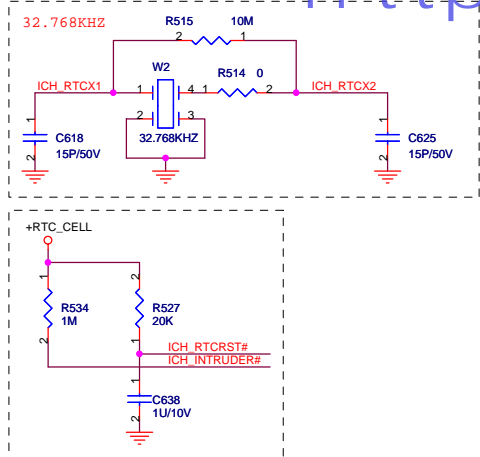 http
32.768KHZ
R515 10M
2 1
W2
R514 0
ICH_RTCX1
1 4 1 2
ICH_RTCX2
2 3
1 1
C618
15P/50V
32.768KHZ
C625
15P/50V
2 2
+RTC_CELL
1 2
R534
1M
R527
20K
2 1
ICH_RTCRST#
ICH_INTRUDER#
1
C638
1U/10V
2